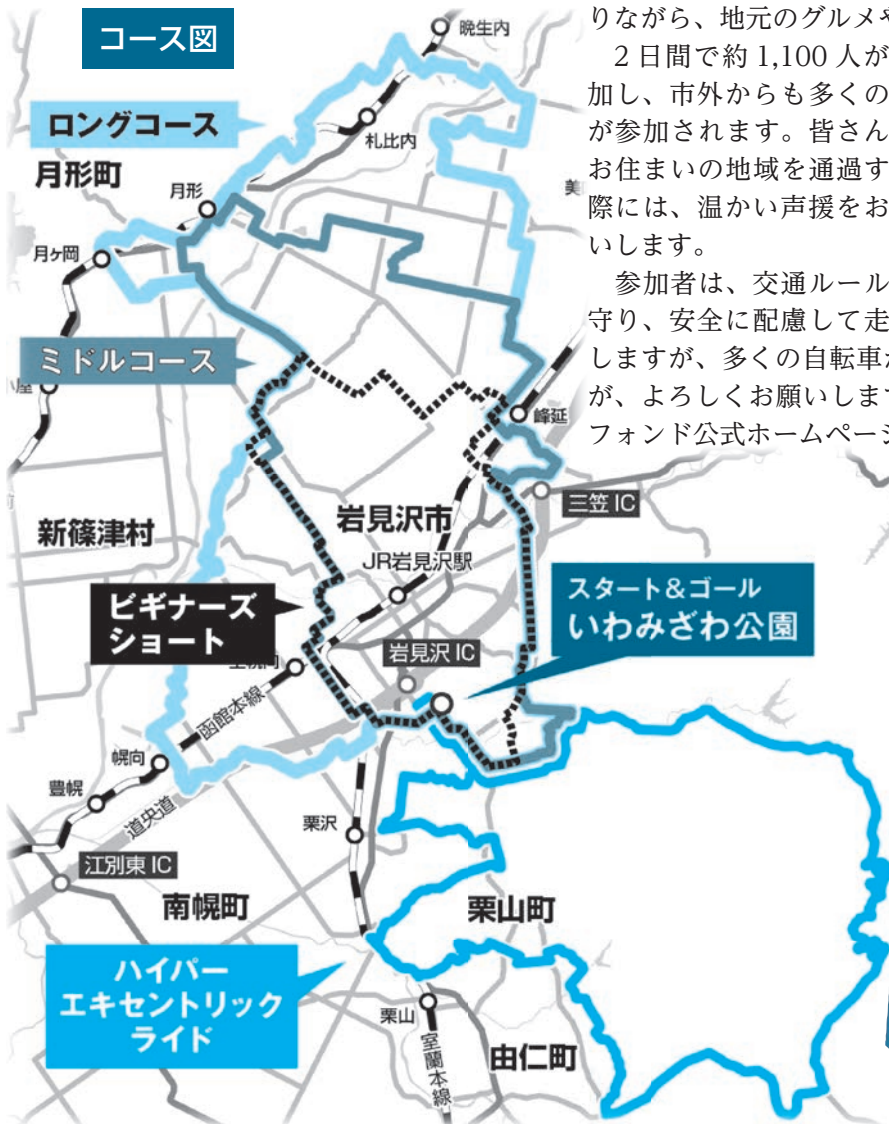 コース図
晩生内
ロングコース
札比内
月形町
月形
美
月ケ岡
ミドルコース
峰延
三笠 IC
新篠津村
岩見沢市
JR岩見沢駅
ビギナーズ
ショート
スタート&ゴール
いわみざわ公園
岩見沢 IC
函館本線
幌向
豊幌
道央道
栗沢
江別東 IC
南幌町
栗山町
ハイパー
エキセントリック
ライド
栗山
室蘭本線
由仁町
りながら、地元のグルメや
2日間で約 1,100 人が
加し、市外からも多くの
が参加されます。皆さん
お住まいの地域を通過す
際には、温かい声援をお
いします。
参加者は、交通ルール
守り、安全に配慮して走
しますが、多くの自転車が
が、よろしくお願いします
フォンド公式ホームページ